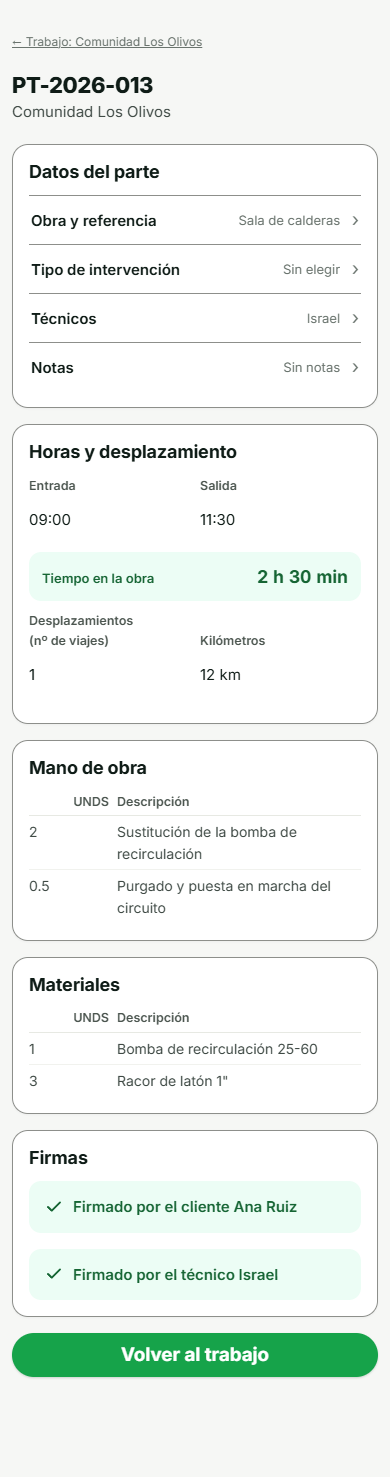 ← Trabajo: Comunidad Los Olivos
PT-2026-013
Comunidad Los Olivos
Datos del parte
Obra y referencia Sala de calderas ›
Tipo de intervención Sin elegir ›
Técnicos Israel ›
Notas Sin notas ›
Horas y desplazamiento
Entrada Salida
09:00 11:30
Tiempo en la obra 2 h 30 min
Desplazamientos
(nº de viajes) Kilómetros
1 12 km
Mano de obra
UNDS Descripción
2 Sustitución de la bomba de
recirculación
0.5 Purgado y puesta en marcha del
circuito
Materiales
UNDS Descripción
1 Bomba de recirculación 25-60
3 Racor de latón 1"
Firmas
✓ Firmado por el cliente Ana Ruiz
✓ Firmado por el técnico Israel
Volver al trabajo